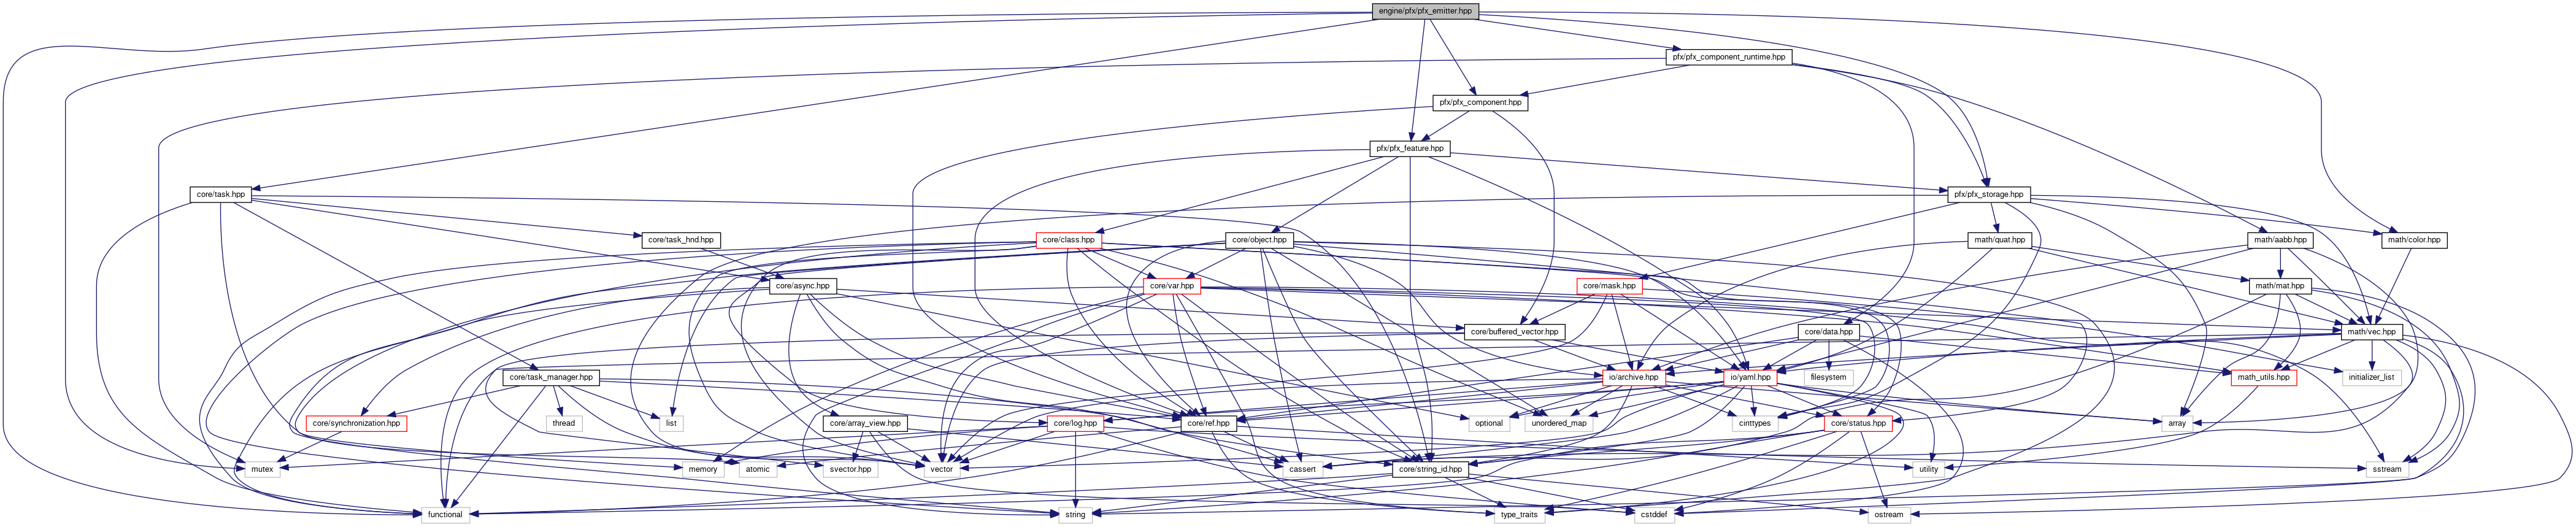 engine/pfx/pfx_emitter.hpp
pfx/pfx_component_runtime.hpp
pfx/pfx_component.hpp
pfx/pfx_feature.hpp
core/task.hpp
pfx/pfx_storage.hpp
core/task_hnd.hpp
core/class.hpp
core/object.hpp
math/quat.hpp
math/aabb.hpp
math/color.hpp
core/async.hpp
core/var.hpp
core/mask.hpp
math/mat.hpp
core/buffered_vector.hpp
core/data.hpp
math/vec.hpp
core/task_manager.hpp
io/archive.hpp
io/yaml.hpp
filesystem
math_utils.hpp
initializer_list
core/synchronization.hpp
thread
list
core/array_view.hpp
core/log.hpp
core/ref.hpp
optional
unordered_map
cinttypes
core/status.hpp
array
mutex
memory
atomic
svector.hpp
vector
cassert
core/string_id.hpp
utility
sstream
functional
string
type_traits
cstddef
ostream